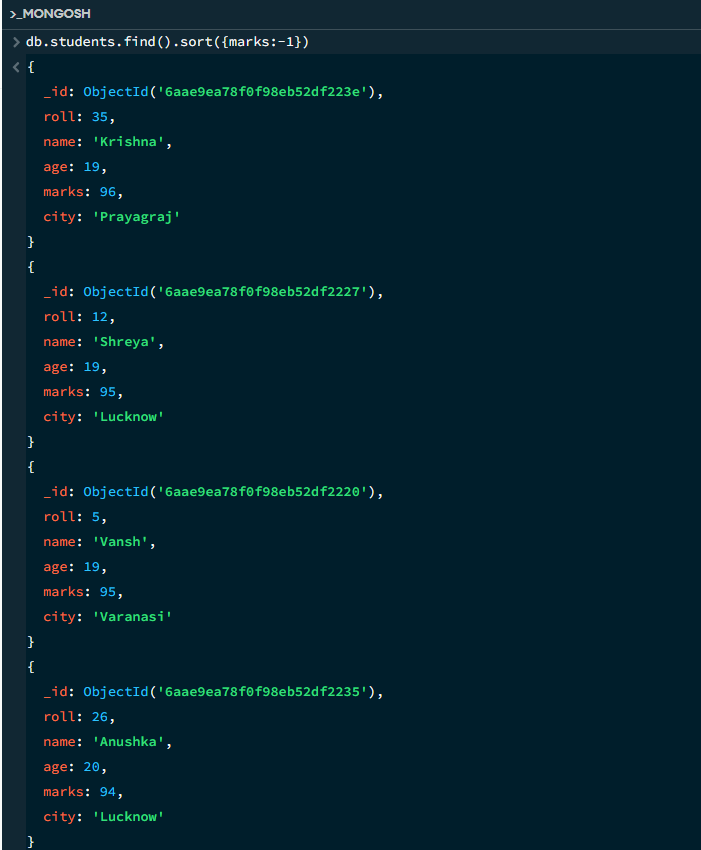 >_MONGOSH
> db.students.find().sort({marks:-1})
< {
_id: ObjectId('6aae9ea78f0f98eb52df223e'),
roll: 35,
name: 'Krishna',
age: 19,
marks: 96,
city: 'Prayagraj'
}
{
_id: ObjectId('6aae9ea78f0f98eb52df2227'),
roll: 12,
name: 'Shreya',
age: 19,
marks: 95,
city: 'Lucknow'
}
{
_id: ObjectId('6aae9ea78f0f98eb52df2220'),
roll: 5,
name: 'Vansh',
age: 19,
marks: 95,
city: 'Varanasi'
}
{
_id: ObjectId('6aae9ea78f0f98eb52df2235'),
roll: 26,
name: 'Anushka',
age: 20,
marks: 94,
city: 'Lucknow'
}